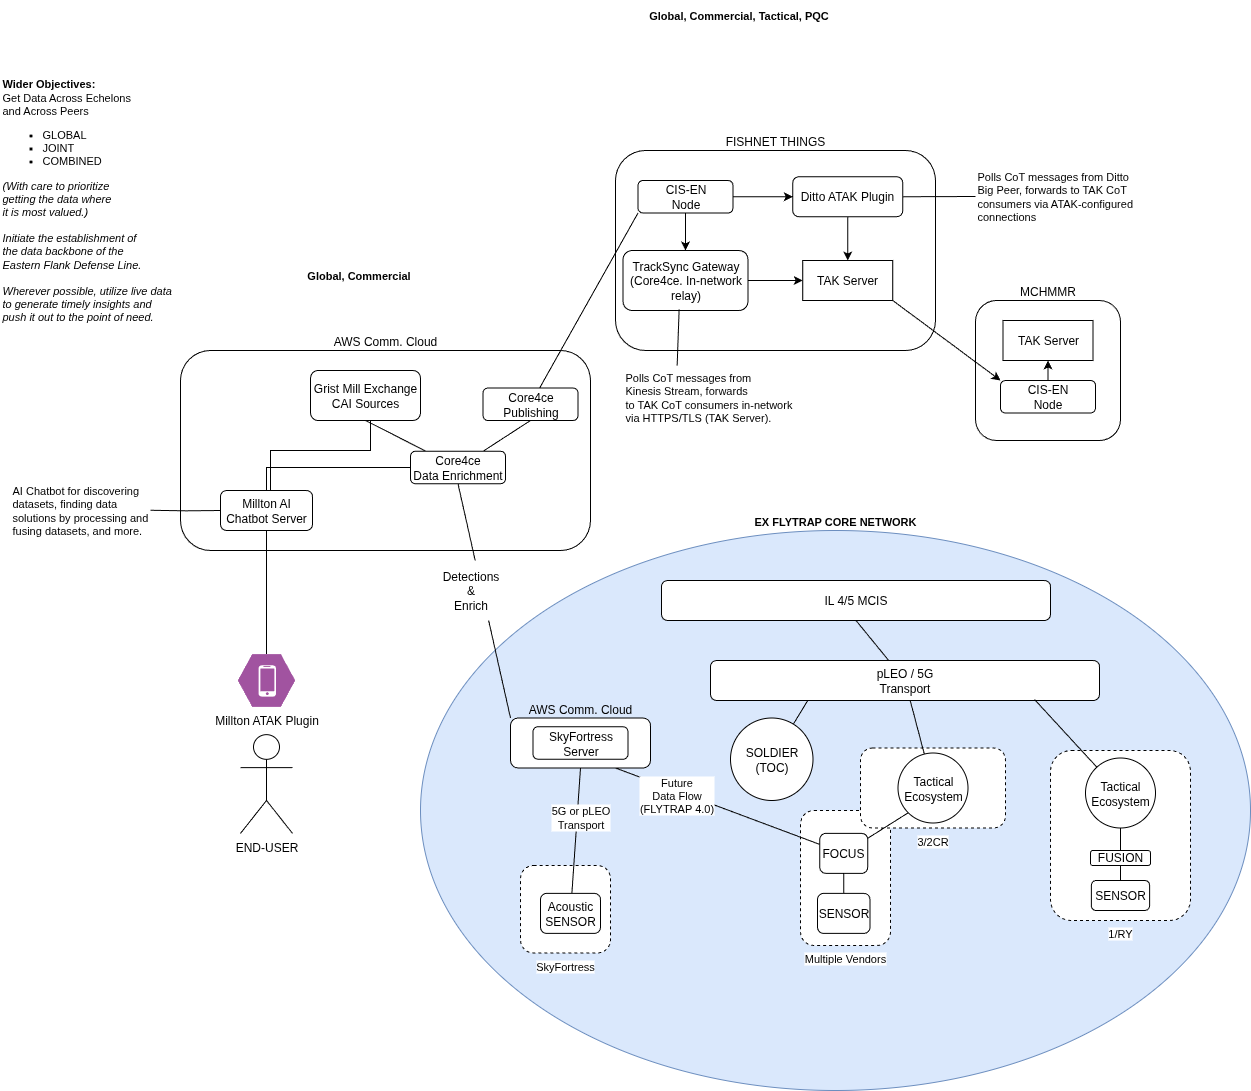 Global, Commercial, Tactical, PQC
Wider Objectives:
Get Data Across Echelons
and Across Peers
GLOBAL
JOINT
COMBINED
(With care to prioritize
getting the data where
it is most valued.)
Initiate the establishment of
the data backbone of the
Eastern Flank Defense Line.
Wherever possible, utilize live data
to generate timely insights and
push it out to the point of need.
FISHNET THINGS
CIS-EN
Node
Ditto ATAK Plugin
TrackSync Gateway
(Core4ce. In-network
relay)
TAK Server
Polls CoT messages from Ditto
Big Peer, forwards to TAK CoT
consumers via ATAK-configured
connections
Polls CoT messages from
Kinesis Stream, forwards
to TAK CoT consumers in-network
via HTTPS/TLS (TAK Server).
MCHMMR
TAK Server
CIS-EN
Node
Global, Commercial
AWS Comm. Cloud
Grist Mill Exchange
CAI Sources
Core4ce
Publishing
Core4ce
Data Enrichment
Millton AI
Chatbot Server
AI Chatbot for discovering
datasets, finding data
solutions by processing and
fusing datasets, and more.
Detections
&
Enrich
Millton ATAK Plugin
END-USER
EX FLYTRAP CORE NETWORK
IL 4/5 MCIS
pLEO / 5G
Transport
AWS Comm. Cloud
SkyFortress
Server
SOLDIER
(TOC)
Tactical
Ecosystem
3/2CR
Tactical
Ecosystem
FUSION
SENSOR
1/RY
Future
Data Flow
(FLYTRAP 4.0)
5G or pLEO
Transport
FOCUS
SENSOR
Multiple Vendors
Acoustic
SENSOR
SkyFortress